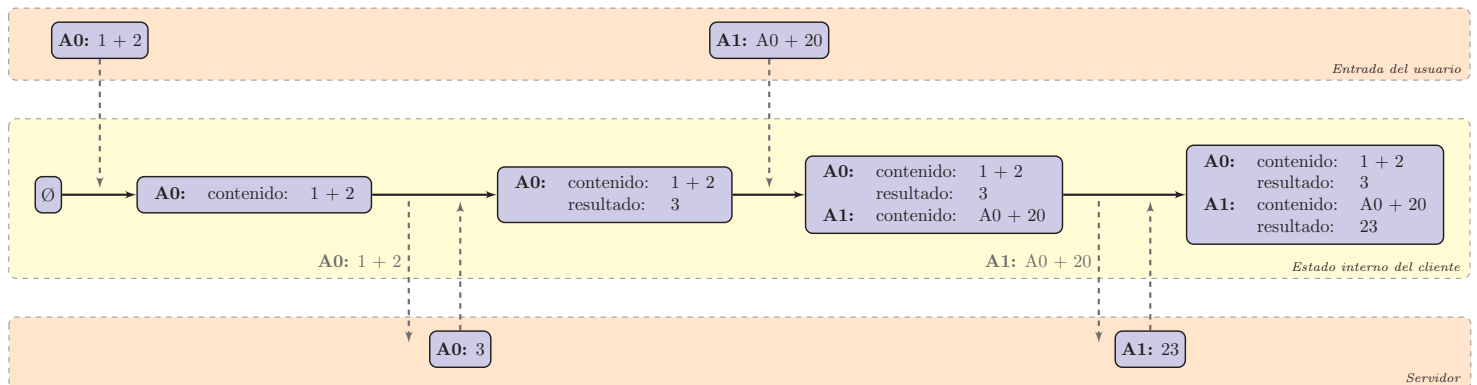 A0: 1 + 2
A1: A0 + 20
Entrada del usuario
Ø
A0: contenido: 1 + 2
A0: contenido: 1 + 2
resultado: 3
A0: contenido: 1 + 2
resultado: 3
A1: contenido: A0 + 20
A0: contenido: 1 + 2
resultado: 3
A1: contenido: A0 + 20
resultado: 23
A0: 1 + 2
A1: A0 + 20
Estado interno del cliente
A0: 3
A1: 23
Servidor